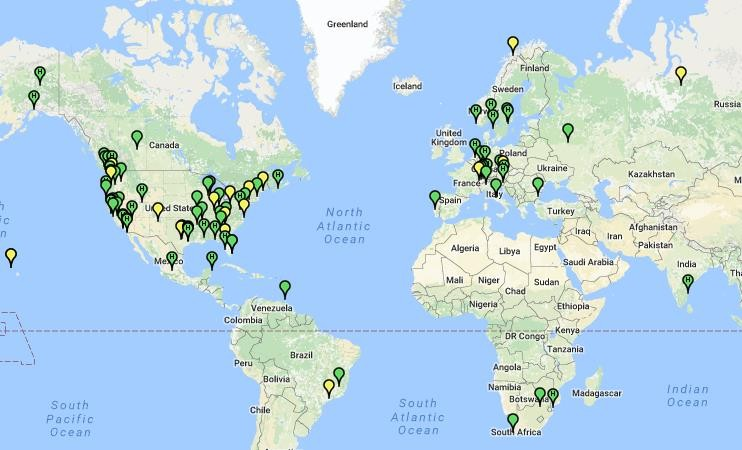 Greenland
Iceland
Finland
Sweden
Russia
Canada
United
Kingdom
Poland
Ukraine
Kazakhstan
France
Italy
Spain
Turkey
United States
North
Atlantic
Ocean
Iraq
Iran
Afghanistan
Pakistan
Algeria
Libya
Egypt
Saudi Arabia
India
Mexico
Mali
Niger
Sudan
Chad
Nigeria
Ethiopia
Venezuela
Colombia
DR Congo
Kenya
Tanzania
Peru
Brazil
Angola
Bolivia
Namibia
Botswana
Madagascar
Chile
South
Pacific
Ocean
South
Atlantic
Ocean
Indian
Ocean
South Africa